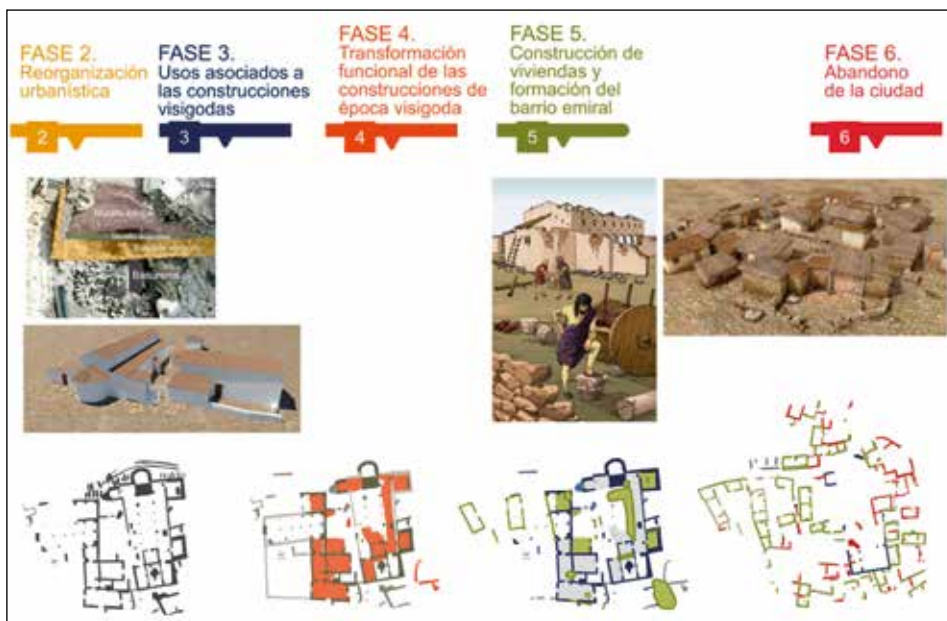 FASE 2.
Reorganización
urbanística
2
FASE 3.
Usos asociados a
las construcciones
visigodas
3
FASE 4.
Transformación
funcional de las
construcciones de
época visigoda
4
FASE 5.
Construcción de
viviendas y
formación del
barrio emiral
5
FASE 6.
Abandono
de la ciudad
6